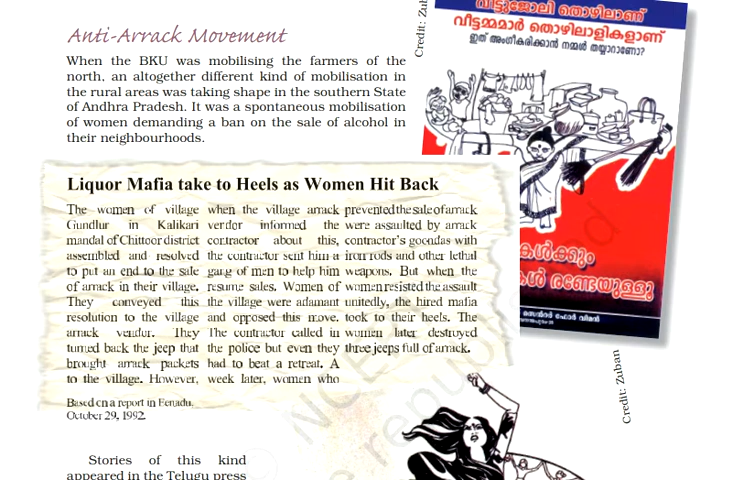 Anti-Arrack Movement
When the BKU was mobilising the farmers of the
north, an altogether different kind of mobilisation in
the rural areas was taking shape in the southern State
of Andhra Pradesh. It was a spontaneous mobilisation
of women demanding a ban on the sale of alcohol in
their neighbourhoods.
Credit: Zub
വീട്ടുജോലി തൊഴിലാണ്
വീട്ടമ്മമാർ തൊഴിലാളികളാണ്
ഇത് അംഗീകരിക്കാൻ നമ്മൾ തയ്യാറാണോ?
കൾക്കും
കൾ രണ്ടേയുള്ളു
Liquor Mafia take to Heels as Women Hit Back
The women of village
Gundlur in Kalikari
mandal of Chittoor district
assembled and resolved
to put an end to the sale
of arrack in their village.
They conveyed this
resolution to the village
arrack vendor. They
turned back the jeep that
brought arrack packets
to the village. However,
when the village arrack
vendor informed the
contractor about this,
the contractor sent him a
gang of men to help him
resume sales. Women of
the village were adamant
and opposed this move.
The contractor called in
the police but even they
had to beat a retreat. A
week later, women who
prevented the sale of arrack
were assaulted by arrack
contractor's goondas with
iron rods and other lethal
weapons. But when the
women resisted the assault
unitedly, the hired mafia
took to their heels. The
women later destroyed
three jeeps full of arrack.
Based on a report in Eenadu,
October 29, 1992.
Credit: Zuban
Stories of this kind
appeared in the Telugu press